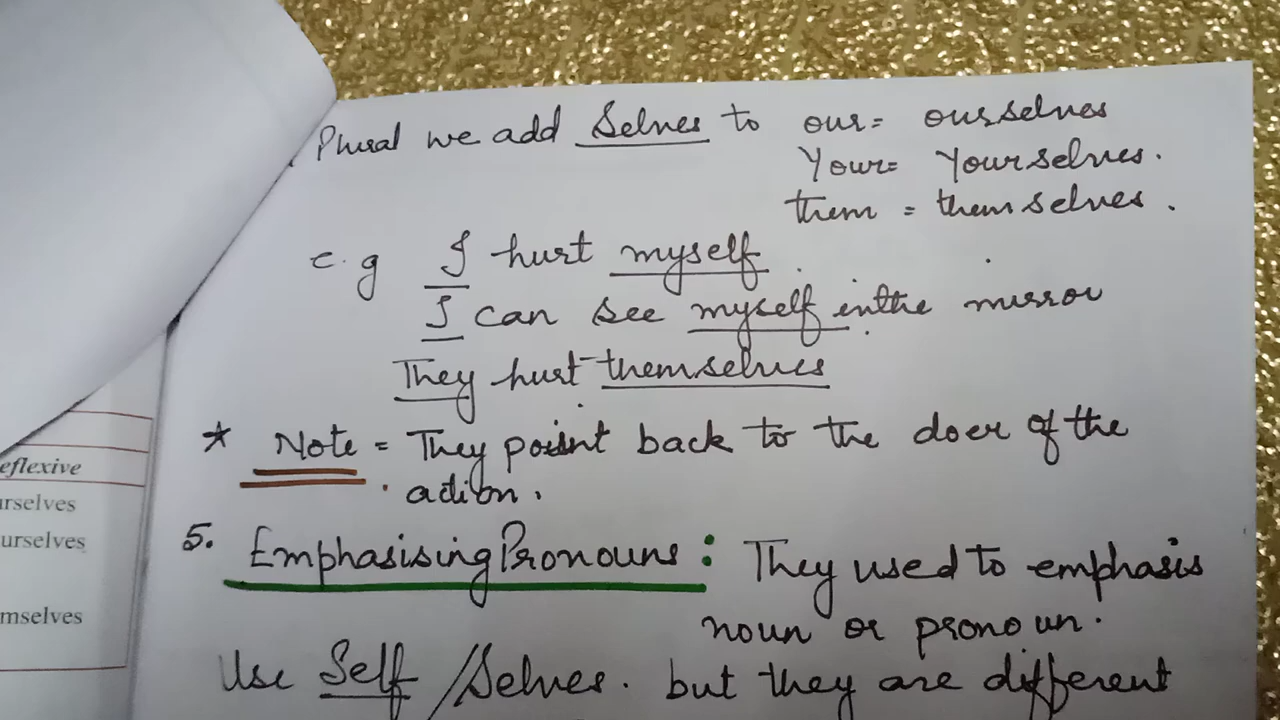 Plural we add Selves to our = ourselves
Your = Yourselves.
them = themselves.
e.g I hurt myself
I can see myself in the mirror
They hurt themselves
* Note = They point back to the doer of the
action.
5. Emphasising Pronouns : They used to emphasis
noun or pronoun.
Use Self /Selves. but they are different
eflexive
urselves
urselves
mselves